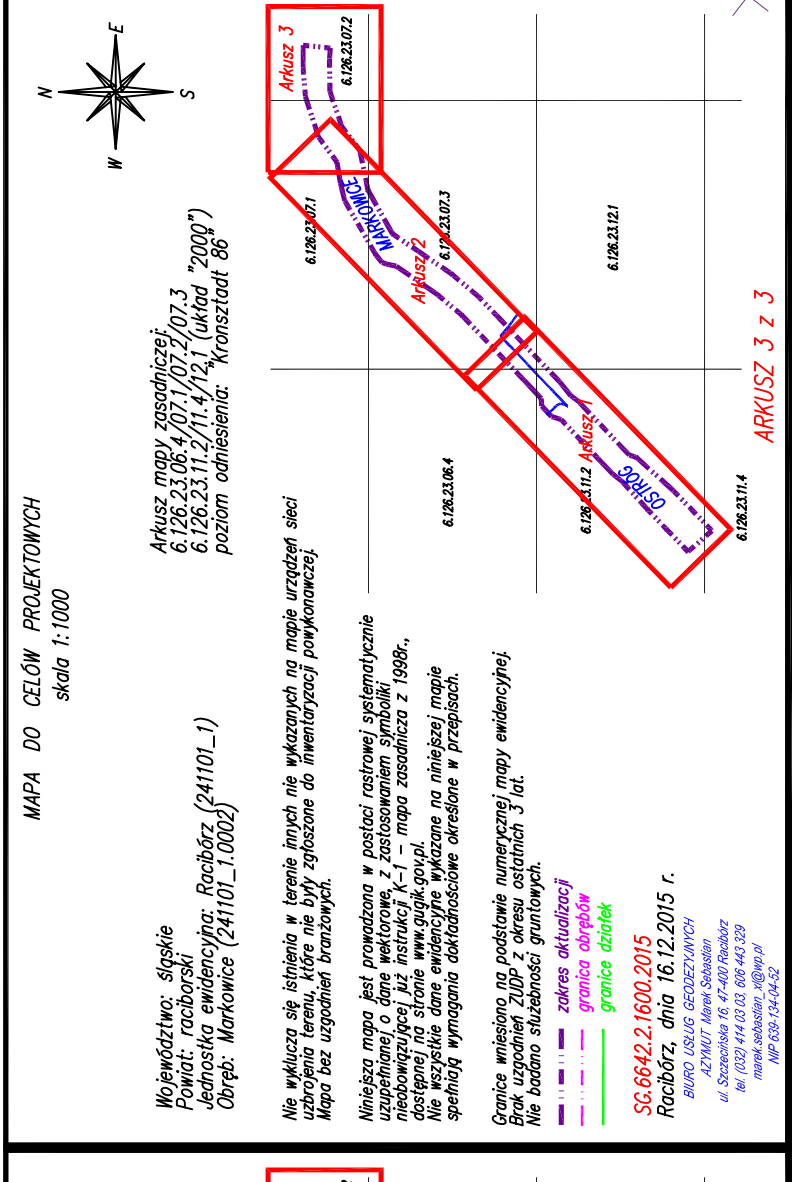 MAPA DO CELÓW PROJEKTOWYCH
skala 1:1000
Województwo: śląskie
Powiat: raciborski
Jednostka ewidencyjna: Racibórz (241101_1)
Obręb: Markowice (241101_1.0002)
Arkusz mapy zasadniczej:
6.126.23.06.4/07.1/07.2/07.3
6.126.23.11.2/11.4/12.1 (układ "2000")
poziom odniesienia: "Kronsztadt 86"
N
E
S
W
Nie wyklucza się istnienia w terenie innych nie wykazanych na mapie urządzeń sieci
uzbrojenia terenu, które nie były zgłoszone do inwentaryzacji powykonawczej.
Mapa bez uzgodnień branżowych.
Niniejsza mapa jest prowadzona w postaci rastrowej systematycznie
uzupełnianej o dane wektorowe, z zastosowaniem symboliki
nieobowiązującej już instrukcji K-1 - mapa zasadnicza z 1998r.,
dostępnej na stronie www.gugik.gov.pl.
Nie wszystkie dane ewidencyjne wykazane na niniejszej mapie
spełniają wymagania dokładnościowe określone w przepisach.
Granice wniesiono na podstawie numerycznej mapy ewidencyjnej.
Brak uzgodnień ZUDP z okresu ostatnich 3 lat.
Nie badano służebności gruntowych.
zakres aktualizacji
granica obrębów
granice działek
SG.6642.2.1600.2015
Racibórz, dnia 16.12.2015 r.
BIURO USŁUG GEODEZYJNYCH
AZYMUT Marek Sebastian
ul. Szczecińska 16, 47-400 Racibórz
tel. (032) 414 03 03, 606 443 329
marek.sebastian_xl@wp.pl
NIP 639-134-04-52
Arkusz 3
6.126.23.07.2
6.126.23.07.1
MARKOWICE
Arkusz 2
6.126.23.07.3
6.126.23.12.1
6.126.23.06.4
Arkusz 1
6.126.23.11.2
OSTRÓG
6.126.23.11.4
ARKUSZ 3 z 3